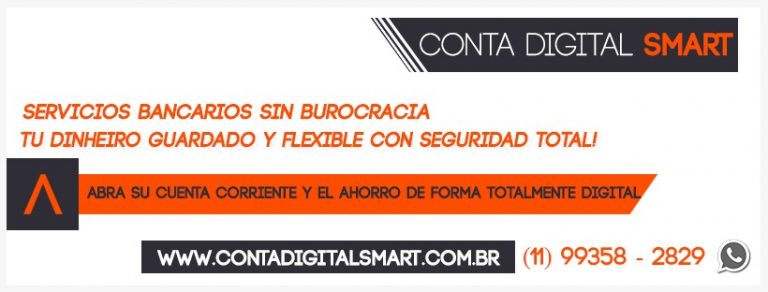 CONTA DIGITAL SMART
SERVICIOS BANCARIOS SIN BUROCRACIA
TU DINHEIRO GUARDADO Y FLEXIBLE CON SEGURIDAD TOTAL!
ABRA SU CUENTA CORRIENTE Y EL AHORRO DE FORMA TOTALMENTE DIGITAL
WWW.CONTADIGITALSMART.COM.BR (11) 99358 - 2829